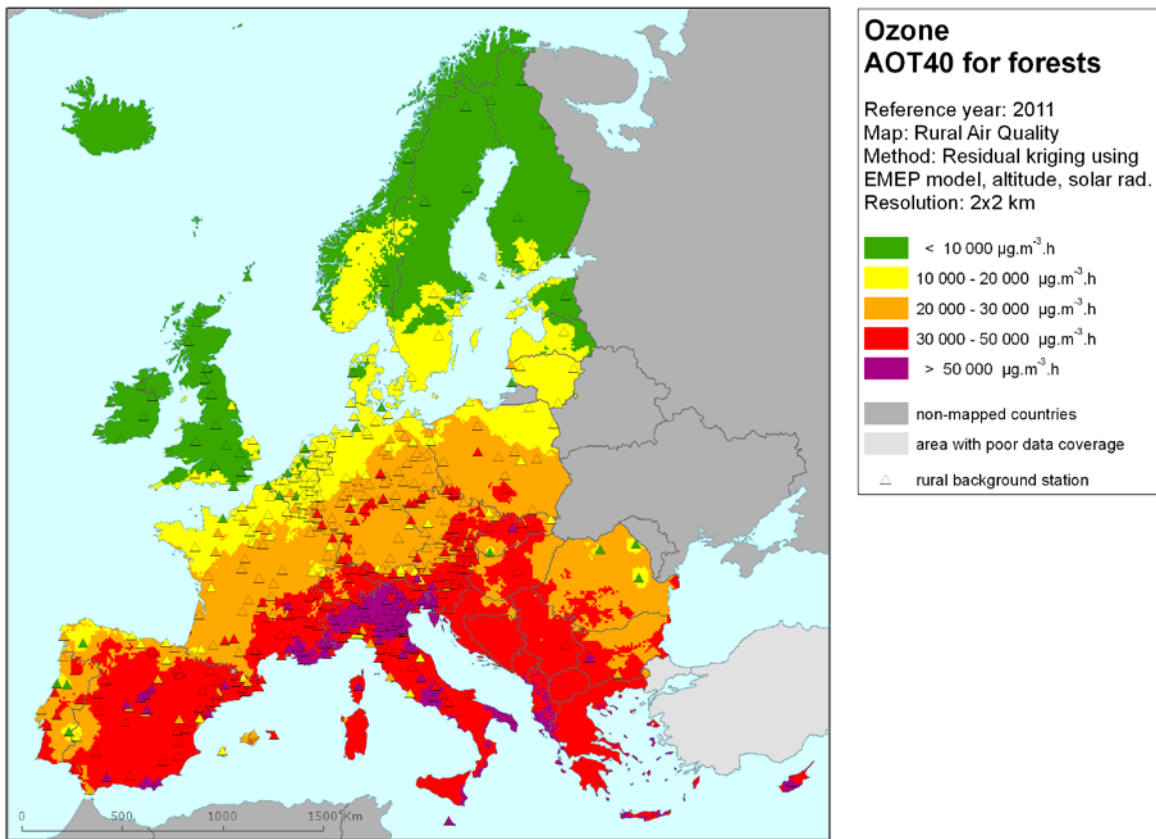 Ozone
AOT40 for forests
Reference year: 2011
Map: Rural Air Quality
Method: Residual kriging using
EMEP model, altitude, solar rad.
Resolution: 2x2 km
< 10 000 µg.m⁻³.h
10 000 - 20 000 µg.m⁻³.h
20 000 - 30 000 µg.m⁻³.h
30 000 - 50 000 µg.m⁻³.h
> 50 000 µg.m⁻³.h
non-mapped countries
area with poor data coverage
rural background station
0 500 1000 1500 Km